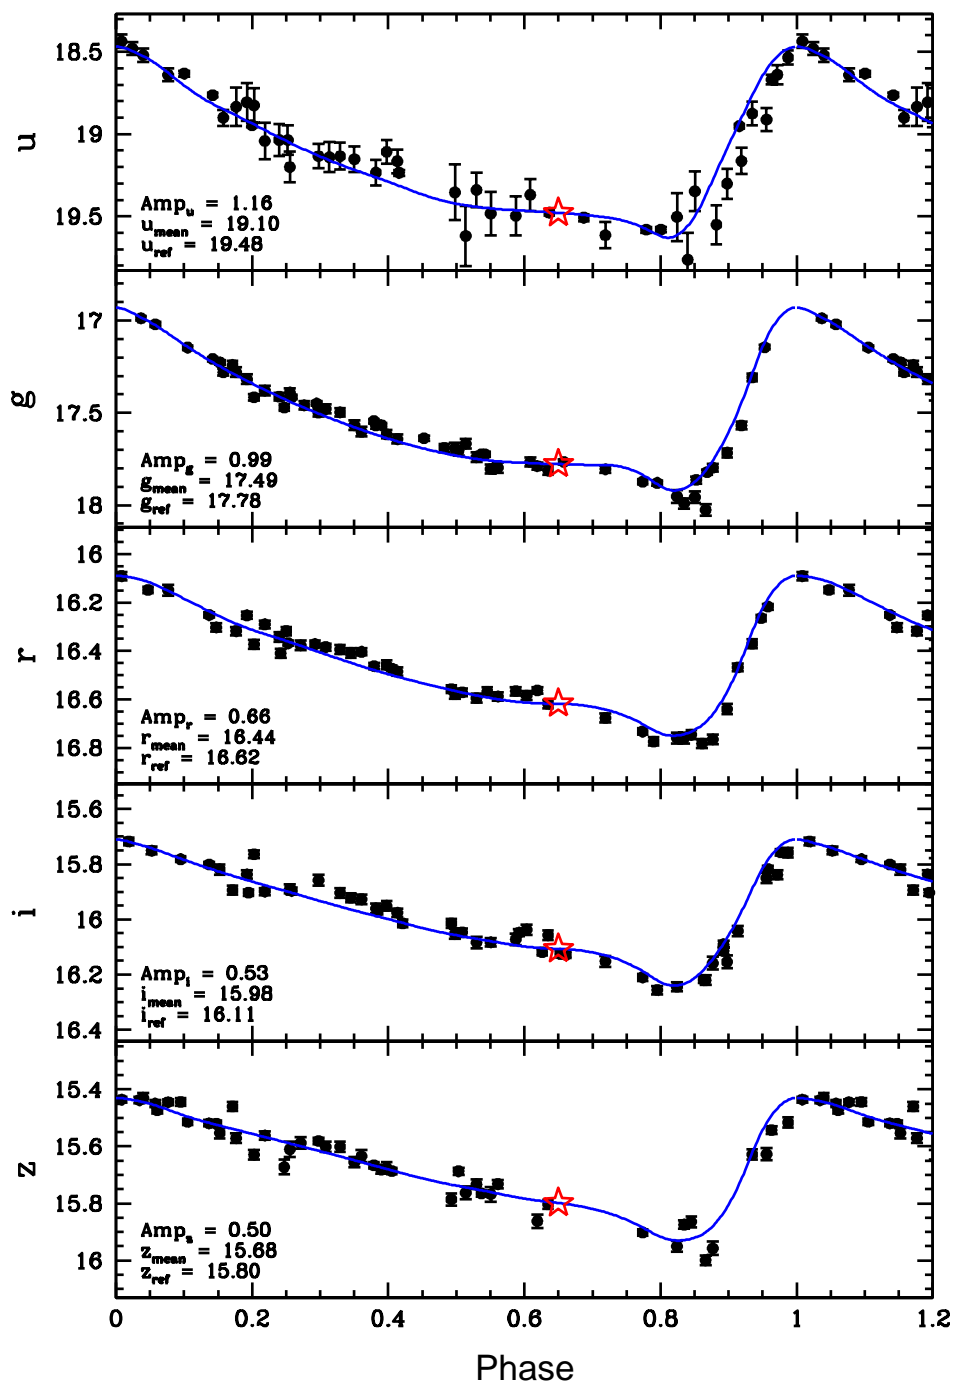 18.5
19
19.5
u
Amp_u = 1.16
u_mean = 19.10
u_ref = 19.48
17
17.5
18
g
Amp_g = 0.99
g_mean = 17.49
g_ref = 17.78
16
16.2
16.4
16.6
16.8
r
Amp_r = 0.66
r_mean = 16.44
r_ref = 16.62
15.6
15.8
16
16.2
16.4
i
Amp_i = 0.53
i_mean = 15.98
i_ref = 16.11
15.4
15.6
15.8
16
z
Amp_z = 0.50
z_mean = 15.68
z_ref = 15.80
0 0.2 0.4 0.6 0.8 1 1.2
Phase